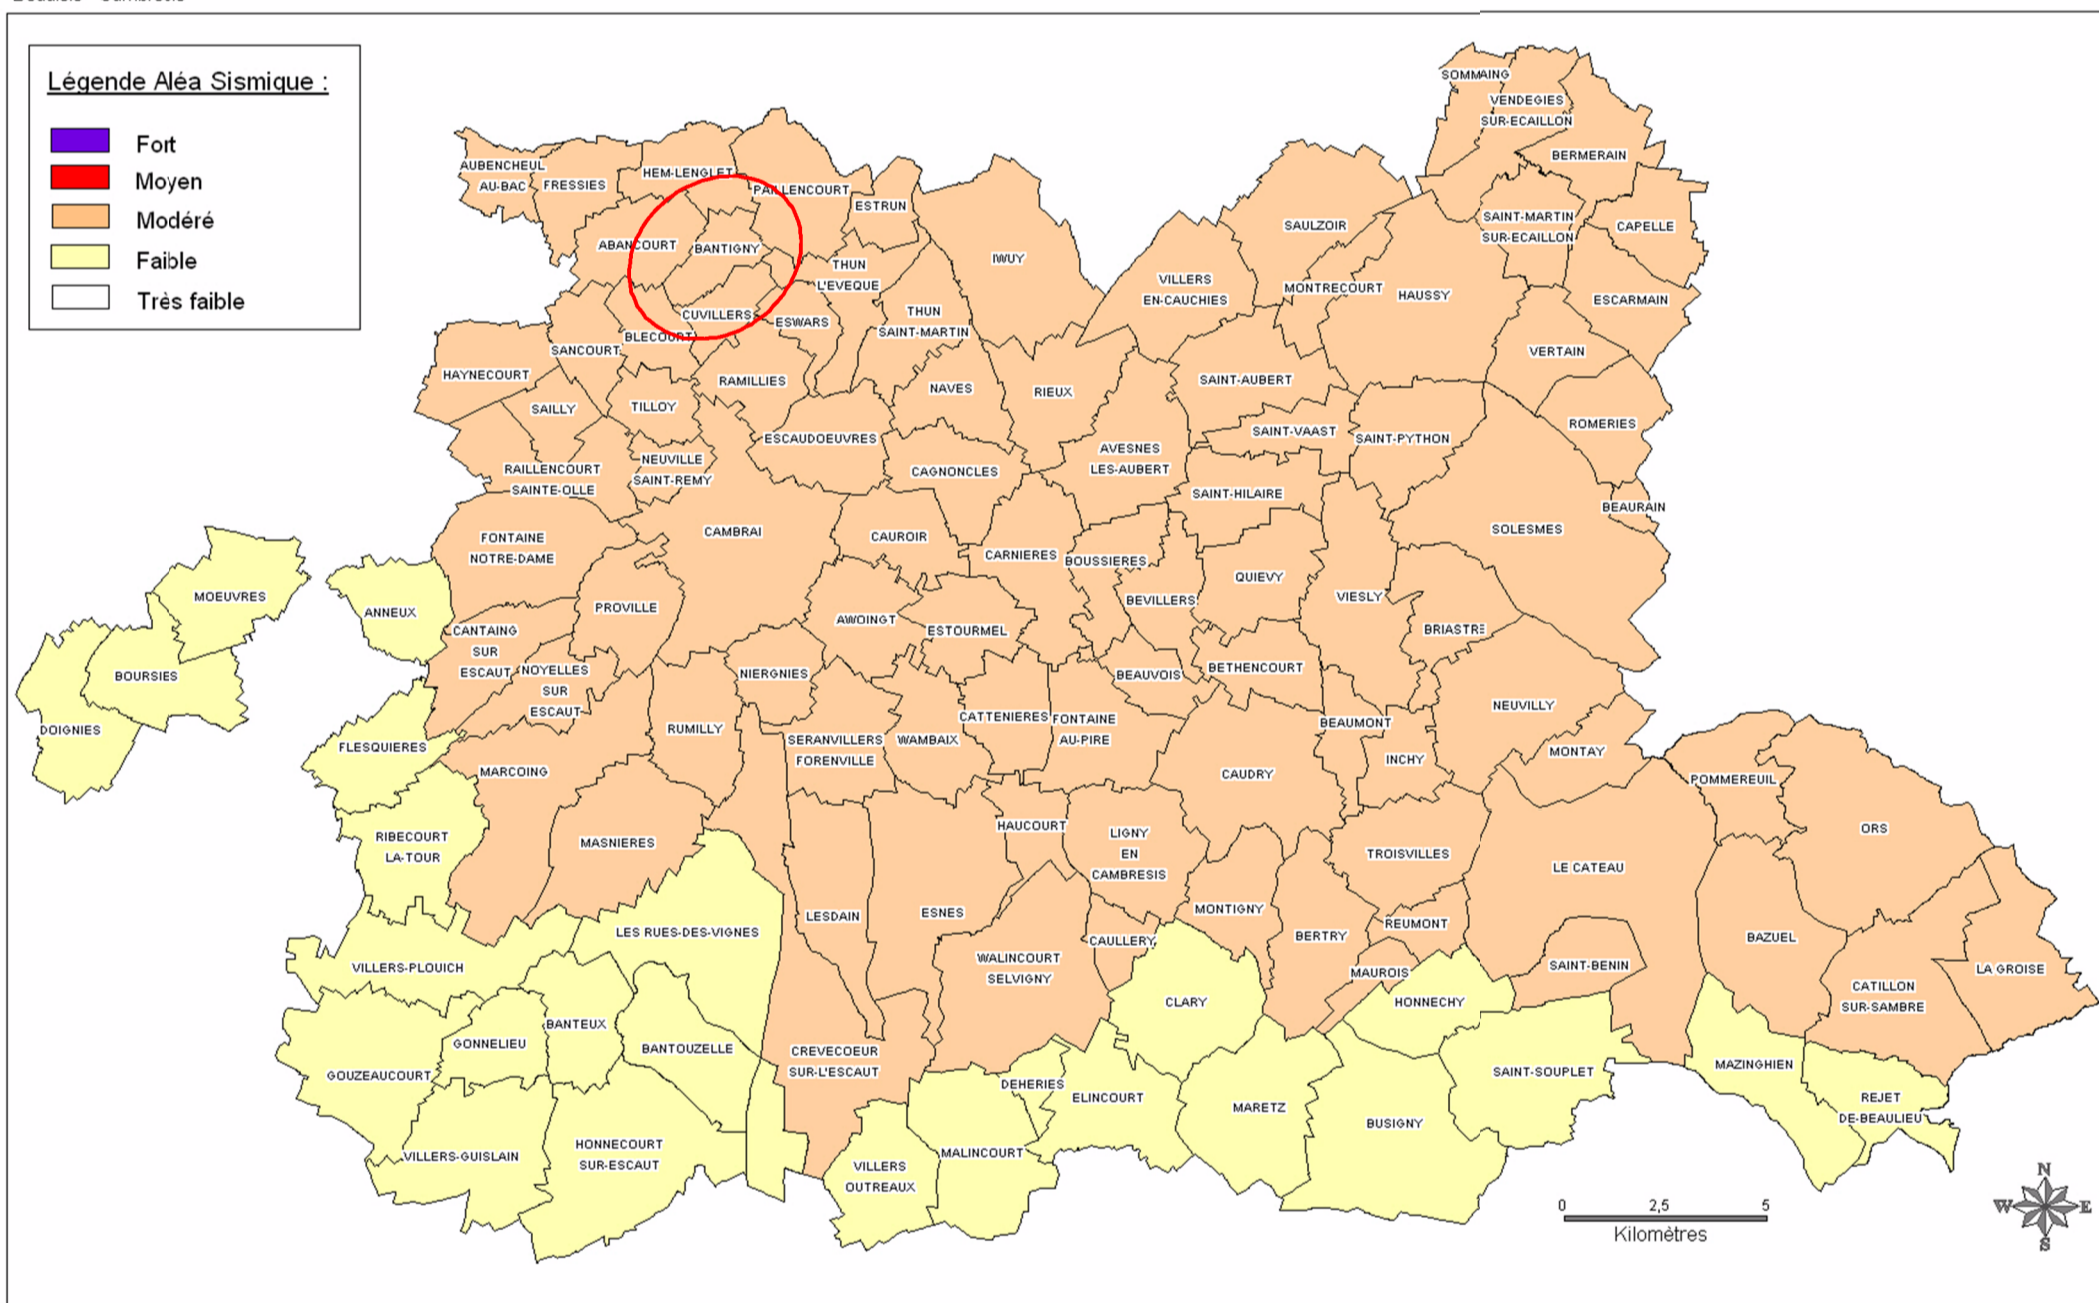 Légende Aléa Sismique :
Fort
Moyen
Modéré
Faible
Très faible
SOMMAING
VENDEGIES
SUR-ECAILLON
BERMERAIN
AUBENCHEUL
AU-BAC
FRESSIES
HEM-LENGLET
PAILLENCOURT
ESTRUN
ABANCOURT
BANTIGNY
THUN
L'EVEQUE
IWUY
SAULZOIR
SAINT-MARTIN
SUR-ECAILLON
CAPELLE
VILLERS
EN-CAUCHIES
MONTRECOURT
HAUSSY
ESCARMAIN
CUVILLERS
ESWARS
THUN
SAINT-MARTIN
BLECOURT
SANCOURT
VERTAIN
HAYNECOURT
RAMILLIES
NAVES
RIEUX
SAINT-AUBERT
SAILLY
TILLOY
ROMERIES
ESCAUDOEUVRES
SAINT-VAAST
SAINT-PYTHON
AVESNES
LES-AUBERT
NEUVILLE
SAINT-REMY
RAILLENCOURT
SAINTE-OLLE
CAGNONCLES
SAINT-HILAIRE
BEAURAIN
SOLESMES
FONTAINE
NOTRE-DAME
CAMBRAI
CAUROIR
CARNIERES
BOUSSIERES
QUIEVY
MOEUVRES
ANNEUX
PROVILLE
BEVILLERS
VIESLY
AWOINGT
ESTOURMEL
BRIASTRE
CANTAING
SUR
ESCAUT
BOURSIES
NOYELLES
SUR
ESCAUT
NIERGNIES
BEAUVOIS
BETHENCOURT
NEUVILLY
DOIGNIES
FLESQUIERES
RUMILLY
SERANVILLERS
FORENVILLE
WAMBAIX
CATTENIERES
FONTAINE
AU-PIRE
BEAUMONT
INCHY
MONTAY
MARCOING
CAUDRY
POMMEREUIL
RIBECOURT
LA-TOUR
MASNIERES
HAUCOURT
LIGNY
EN
CAMBRESIS
TROISVILLES
LE CATEAU
ORS
LES RUES-DES-VIGNES
LESDAIN
ESNES
MONTIGNY
BERTRY
REUMONT
CAULLERY
BAZUEL
VILLERS-PLOUICH
WALINCOURT
SELVIGNY
MAUROIS
SAINT-BENIN
LA GROISE
CLARY
HONNECHY
CATILLON
SUR-SAMBRE
BANTEUX
GONNELIEU
BANTOUZELLE
CREVECOEUR
SUR-L'ESCAUT
GOUZEAUCOURT
DEHERIES
ELINCOURT
MARETZ
SAINT-SOUPLET
MAZINGHIEN
REJET
DE-BEAULIEU
BUSIGNY
VILLERS-GUISLAIN
HONNECOURT
SUR-ESCAUT
VILLERS
OUTREAUX
MALINCOURT
N
W
E
S
0 2,5 5
Kilomètres